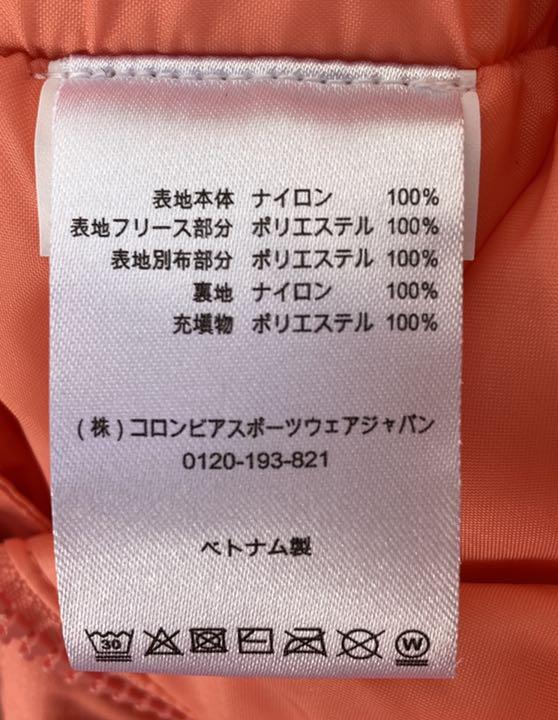 表地本体 ナイロン 100%
表地フリース部分 ポリエステル 100%
表地別布部分 ポリエステル 100%
裏地 ナイロン 100%
充填物 ポリエステル 100%
(株)コロンビアスポーツウェアジャパン
0120-193-821
ベトナム製
30 W